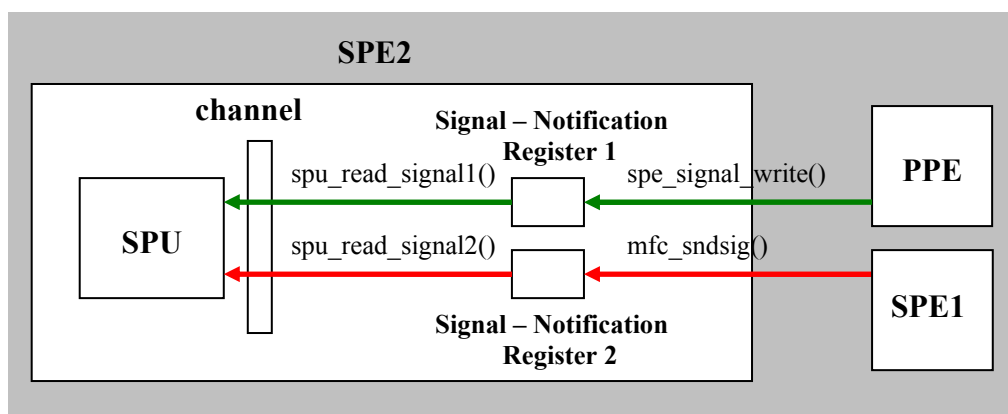 SPE2
channel
Signal – Notification
Register 1
spu_read_signal1()
spe_signal_write()
PPE
SPU
spu_read_signal2()
mfc_sndsig()
SPE1
Signal – Notification
Register 2